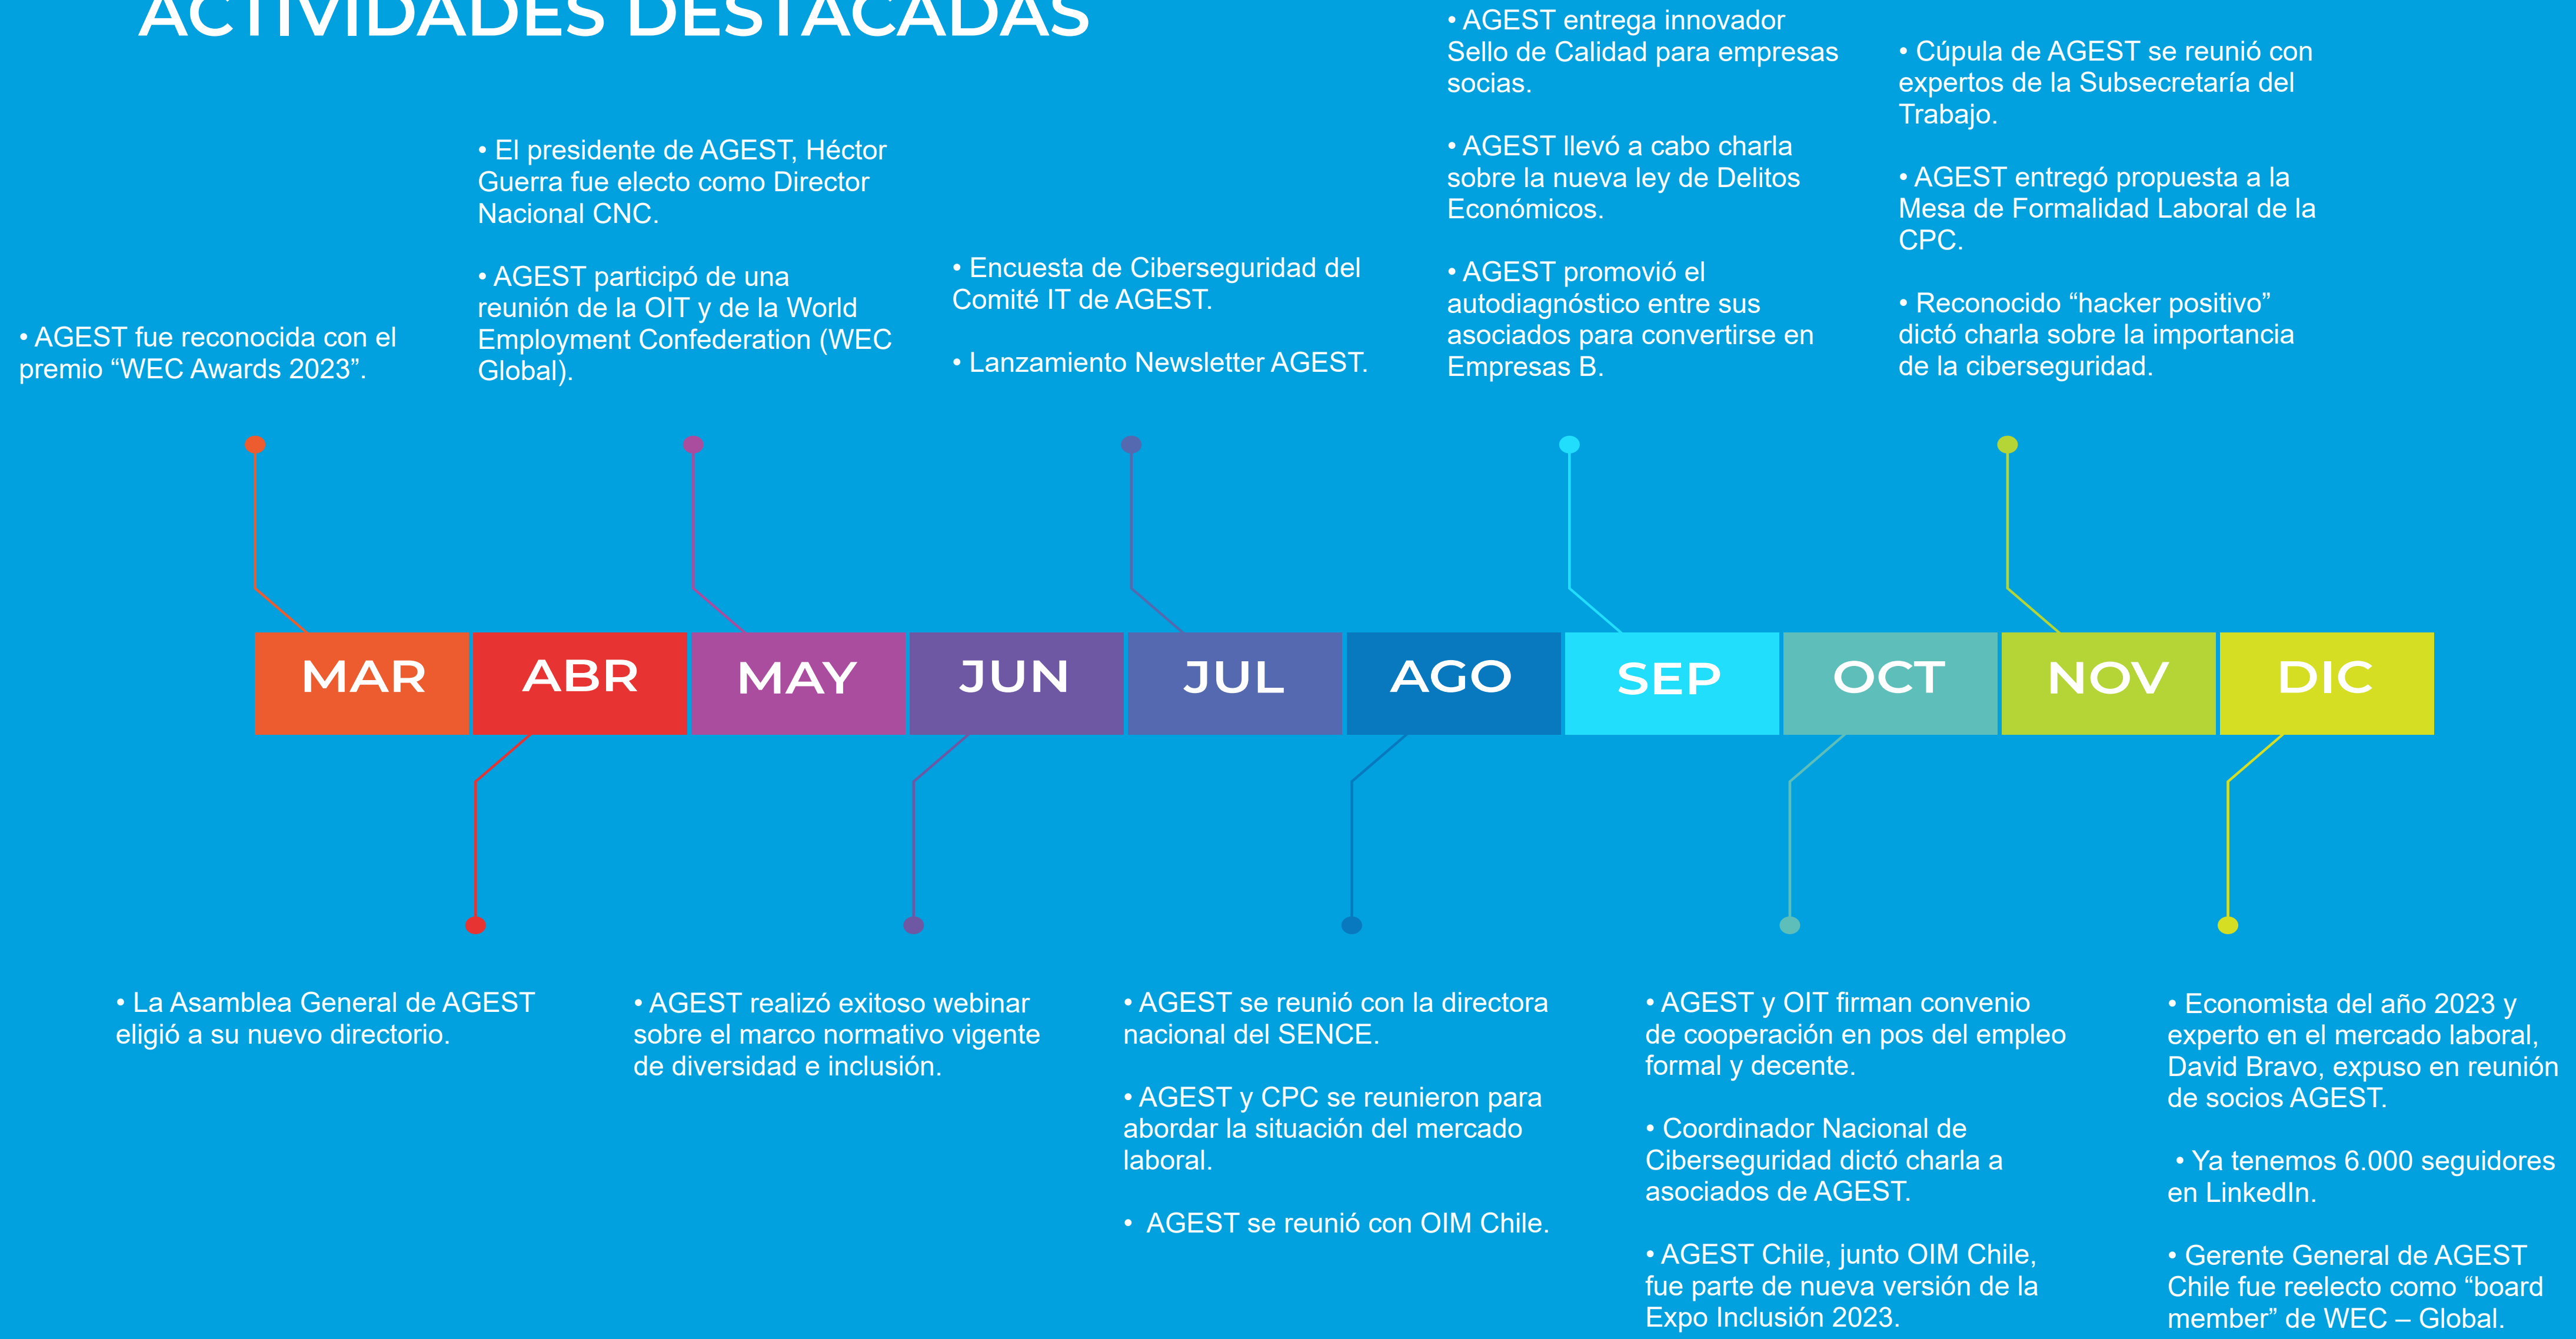 ACTIVIDADES DESTACADAS
• AGEST fue reconocida con el
premio “WEC Awards 2023”.
• El presidente de AGEST, Héctor
Guerra fue electo como Director
Nacional CNC.
• AGEST participó de una
reunión de la OIT y de la World
Employment Confederation (WEC
Global).
• Encuesta de Ciberseguridad del
Comité IT de AGEST.
• Lanzamiento Newsletter AGEST.
• AGEST entrega innovador
Sello de Calidad para empresas
socias.
• AGEST llevó a cabo charla
sobre la nueva ley de Delitos
Económicos.
• AGEST promovió el
autodiagnóstico entre sus
asociados para convertirse en
Empresas B.
• Cúpula de AGEST se reunió con
expertos de la Subsecretaría del
Trabajo.
• AGEST entregó propuesta a la
Mesa de Formalidad Laboral de la
CPC.
• Reconocido “hacker positivo”
dictó charla sobre la importancia
de la ciberseguridad.
MAR ABR MAY JUN JUL AGO SEP OCT NOV DIC
• La Asamblea General de AGEST
eligió a su nuevo directorio.
• AGEST realizó exitoso webinar
sobre el marco normativo vigente
de diversidad e inclusión.
• AGEST se reunió con la directora
nacional del SENCE.
• AGEST y CPC se reunieron para
abordar la situación del mercado
laboral.
• AGEST se reunió con OIM Chile.
• AGEST y OIT firman convenio
de cooperación en pos del empleo
formal y decente.
• Coordinador Nacional de
Ciberseguridad dictó charla a
asociados de AGEST.
• AGEST Chile, junto OIM Chile,
fue parte de nueva versión de la
Expo Inclusión 2023.
• Economista del año 2023 y
experto en el mercado laboral,
David Bravo, expuso en reunión
de socios AGEST.
• Ya tenemos 6.000 seguidores
en LinkedIn.
• Gerente General de AGEST
Chile fue reelecto como “board
member” de WEC – Global.